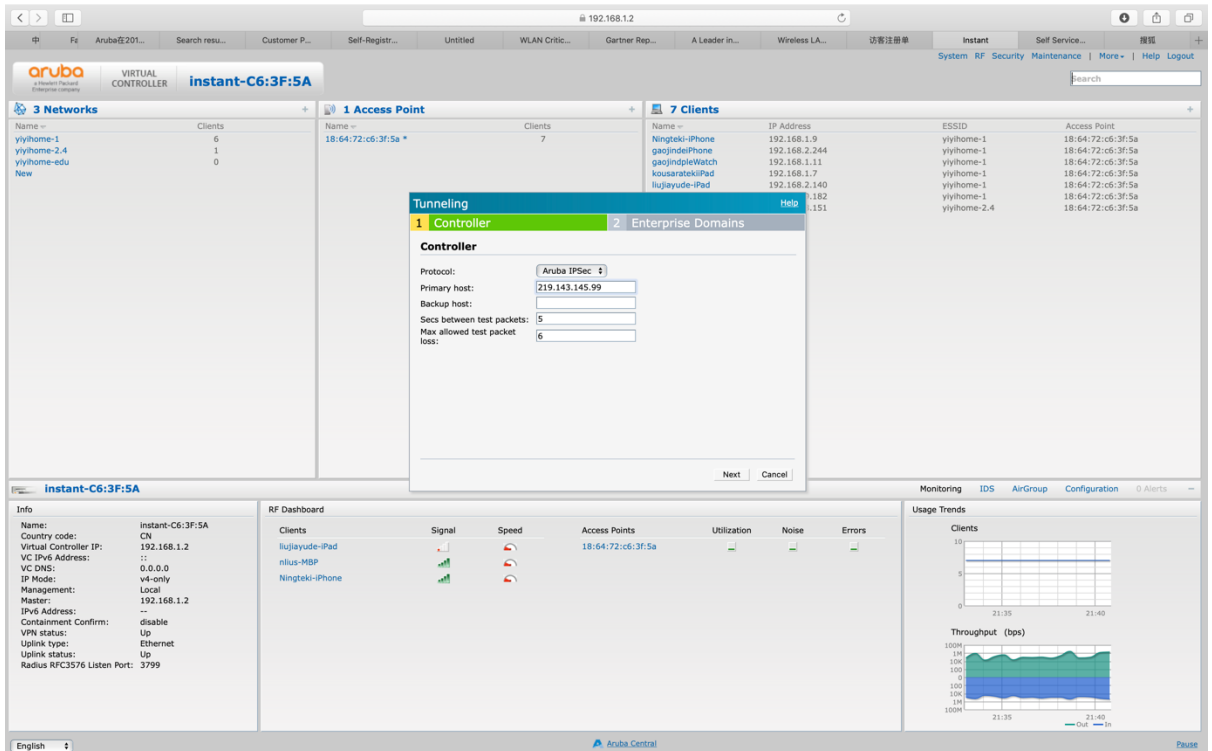 192.168.1.2
中 Fa Aruba在201... Search resu... Customer P... Self-Registr... Untitled WLAN Critic... Gartner Rep... A Leader in... Wireless LA... 访客注册单 Instant Self Service... 搜狐
System RF Security Maintenance | More | Help Logout
aruba
a Hewlett Packard
Enterprise company
VIRTUAL
CONTROLLER
instant-C6:3F:5A
Search
3 Networks +
Name Clients
yiyihome-1 6
yiyihome-2.4 1
yiyihome-edu 0
New
1 Access Point +
Name Clients
18:64:72:c6:3f:5a * 7
7 Clients +
Name IP Address ESSID Access Point
Ningteki-iPhone 192.168.1.9 yiyihome-1 18:64:72:c6:3f:5a
gaojindeiPhone 192.168.2.244 yiyihome-1 18:64:72:c6:3f:5a
gaojindpleWatch 192.168.1.11 yiyihome-1 18:64:72:c6:3f:5a
kousaratekiiPad 192.168.1.7 yiyihome-1 18:64:72:c6:3f:5a
liujiayude-iPad 192.168.2.140 yiyihome-1 18:64:72:c6:3f:5a
.182 yiyihome-1 18:64:72:c6:3f:5a
.151 yiyihome-2.4 18:64:72:c6:3f:5a
Tunneling Help
1 Controller 2 Enterprise Domains
Controller
Protocol: Aruba IPSec
Primary host: 219.143.145.99
Backup host:
Secs between test packets: 5
Max allowed test packet
loss: 6
Next Cancel
instant-C6:3F:5A
Monitoring IDS AirGroup Configuration 0 Alerts
Info
Name: instant-C6:3F:5A
Country code: CN
Virtual Controller IP: 192.168.1.2
VC IPv6 Address: ::
VC DNS: 0.0.0.0
IP Mode: v4-only
Management: Local
Master: 192.168.1.2
IPv6 Address: --
Containment Confirm: disable
VPN status: Up
Uplink type: Ethernet
Uplink status: Up
Radius RFC3576 Listen Port: 3799
RF Dashboard
Clients Signal Speed Access Points Utilization Noise Errors
liujiayude-iPad 18:64:72:c6:3f:5a
nlius-MBP
Ningteki-iPhone
Usage Trends
Clients
10
5
0
21:35 21:40
Throughput (bps)
100M
1M
10K
100
0
100
10K
1M
100M
21:35 21:40
Out In
English
Aruba Central
Pause